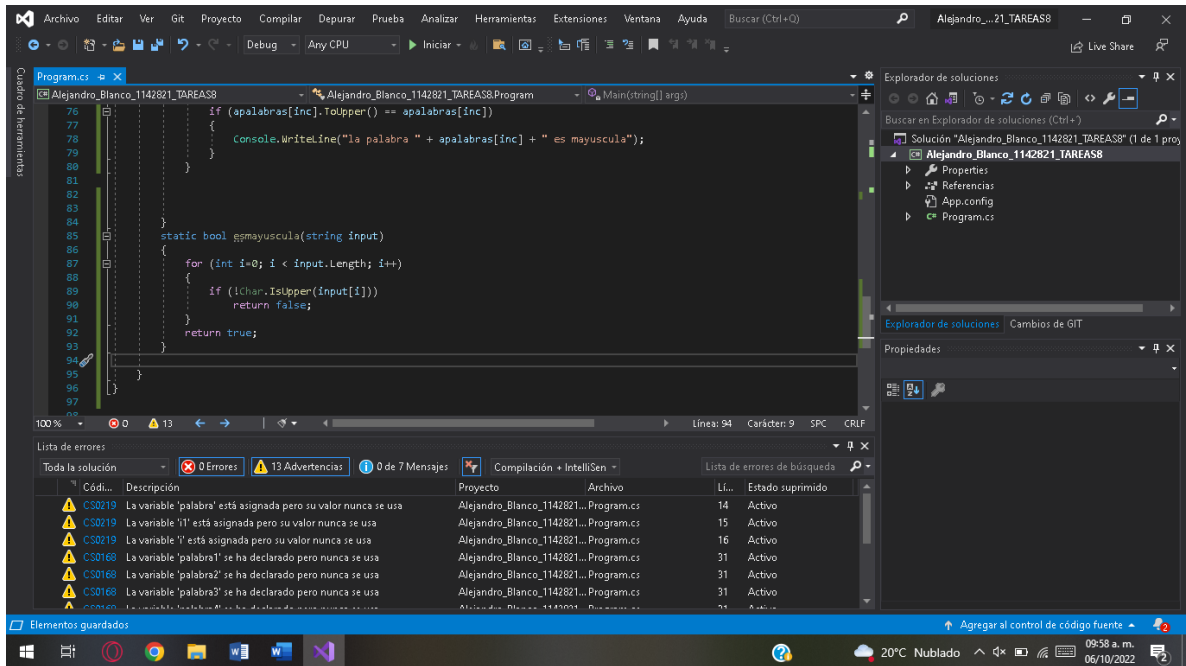 Archivo Editar Ver Git Proyecto Compilar Depurar Prueba Analizar Herramientas Extensiones Ventana Ayuda Buscar (Ctrl+Q) Alejandro_...21_TAREAS8
Debug Any CPU Iniciar Live Share
Cuadro de herramientas
Program.cs
Alejandro_Blanco_1142821_TAREAS8 Alejandro_Blanco_1142821_TAREAS8.Program Main(string[] args)
76 if (apalabras[inc].ToUpper() == apalabras[inc])
77 {
78 Console.WriteLine("la palabra " + apalabras[inc] + " es mayuscula");
79 }
80 }
81
82
83
84 }
85 static bool esmayuscula(string input)
86 {
87 for (int i=0; i < input.Length; i++)
88 {
89 if (!Char.IsUpper(input[i]))
90 return false;
91 }
92 return true;
93 }
94
95 }
96 }
97
98
100 % 0 13 Línea: 94 Carácter: 9 SPC CRLF
Explorador de soluciones
Buscar en Explorador de soluciones (Ctrl+)
Solución "Alejandro_Blanco_1142821_TAREAS8" (1 de 1 proy
Alejandro_Blanco_1142821_TAREAS8
Properties
Referencias
App.config
C# Program.cs
Explorador de soluciones Cambios de GIT
Propiedades
Lista de errores
Toda la solución 0 Errores 13 Advertencias 0 de 7 Mensajes Compilación + IntelliSen Lista de errores de búsqueda
Códi... Descripción Proyecto Archivo Lí... Estado suprimido
CS0219 La variable 'palabra' está asignada pero su valor nunca se usa Alejandro_Blanco_1142821... Program.cs 14 Activo
CS0219 La variable 'i1' está asignada pero su valor nunca se usa Alejandro_Blanco_1142821... Program.cs 15 Activo
CS0219 La variable 'i' está asignada pero su valor nunca se usa Alejandro_Blanco_1142821... Program.cs 16 Activo
CS0168 La variable 'palabra1' se ha declarado pero nunca se usa Alejandro_Blanco_1142821... Program.cs 31 Activo
CS0168 La variable 'palabra2' se ha declarado pero nunca se usa Alejandro_Blanco_1142821... Program.cs 31 Activo
CS0168 La variable 'palabra3' se ha declarado pero nunca se usa Alejandro_Blanco_1142821... Program.cs 31 Activo
Elementos guardados Agregar al control de código fuente 2
20°C Nublado 09:58 a. m.
06/10/2022 2